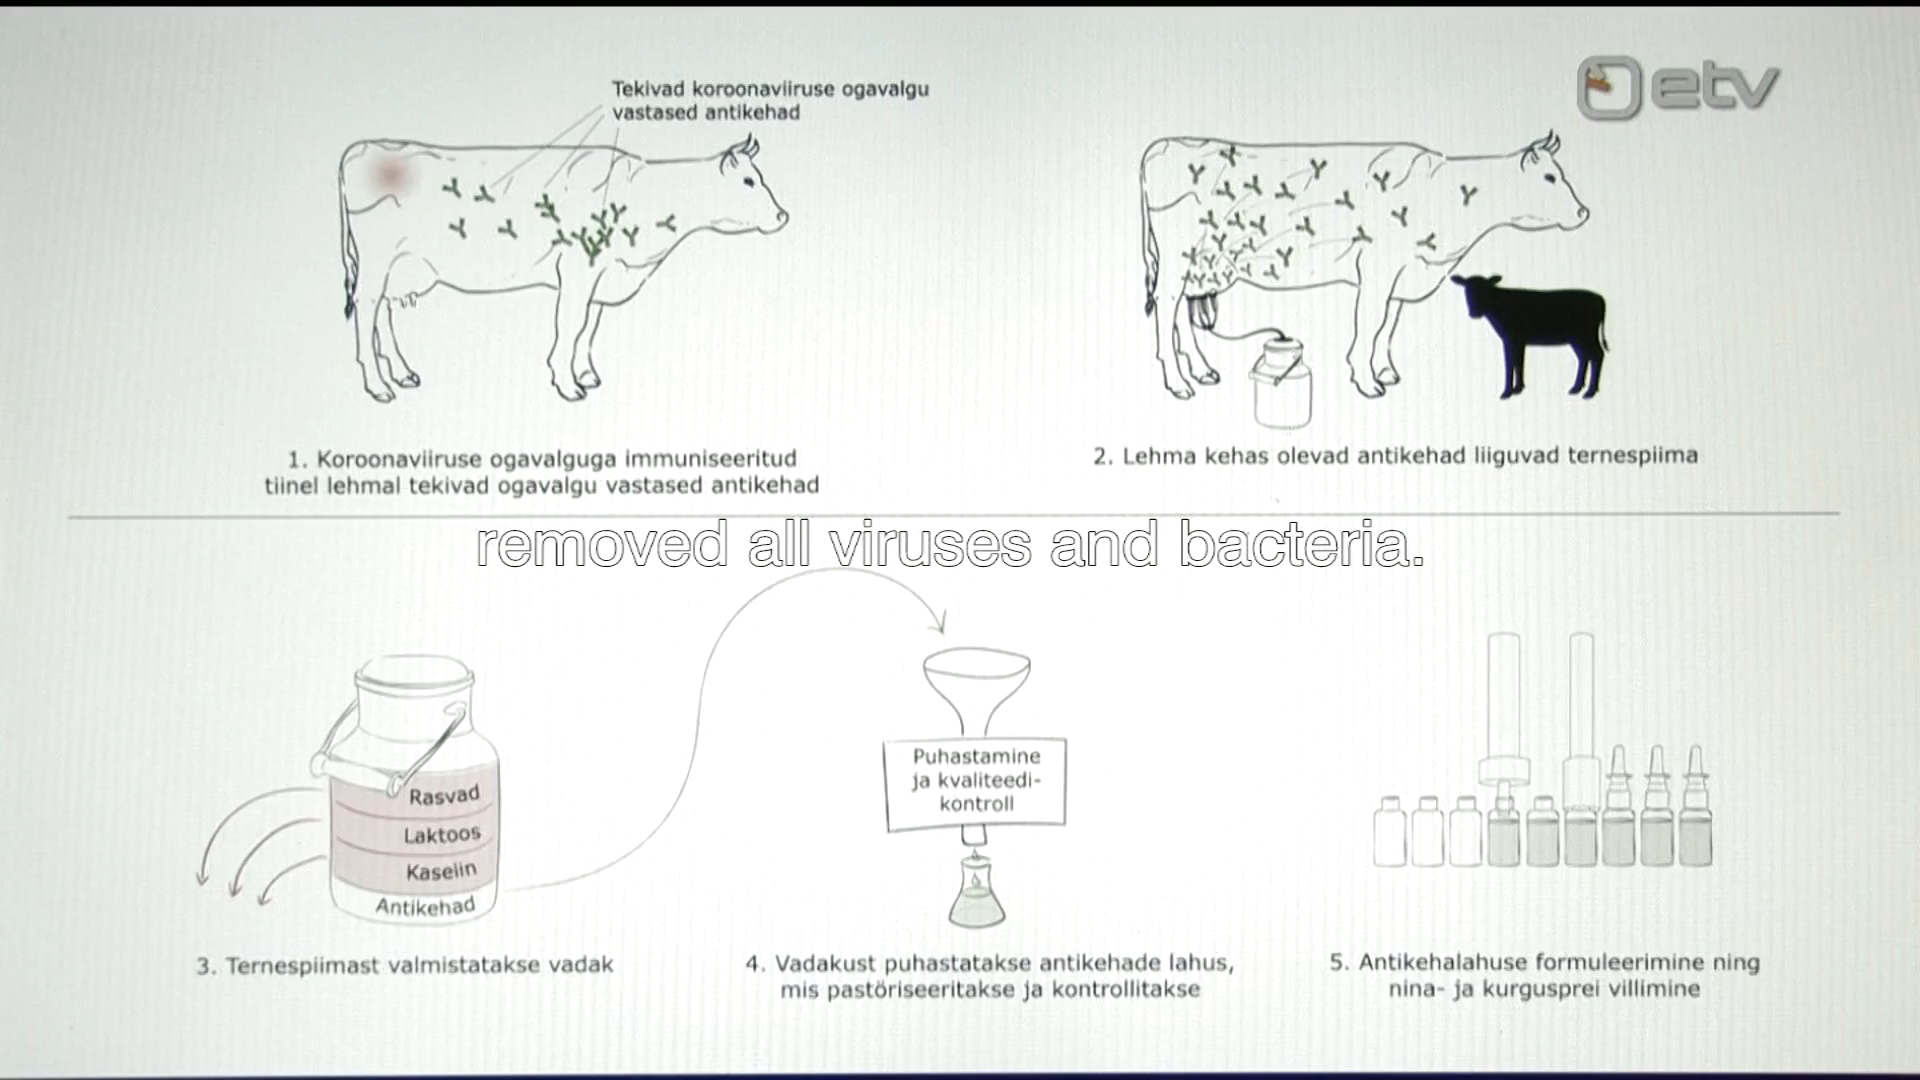 etv
Tekivad koroonaviiruse ogavalgu
vastased antikehad
1. Koroonaviiruse ogavalguga immuniseeritud
tiinel lehmal tekivad ogavalgu vastased antikehad
2. Lehma kehas olevad antikehad liiguvad ternespiima
removed all viruses and bacteria.
Rasvad
Laktoos
Kaseiin
Antikehad
3. Ternespiimast valmistatakse vadak
Puhastamine
ja kvaliteedi-
kontroll
4. Vadakust puhastatakse antikehade lahus,
mis pastöriseeritakse ja kontrollitakse
5. Antikehalahuse formuleerimine ning
nina- ja kurgusprei villimine